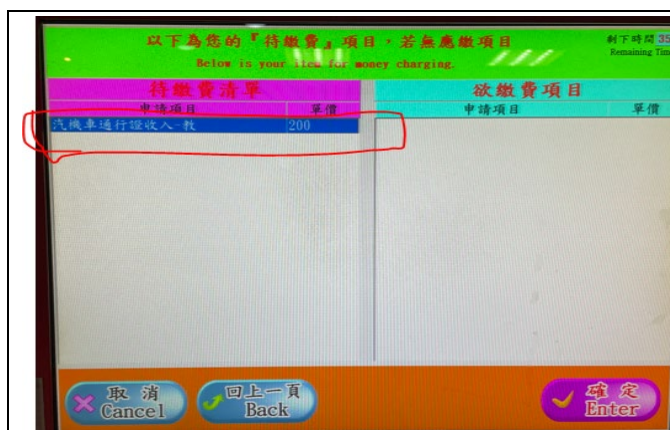 以下為您的『待繳費』項目，若無應繳項目
剩下時間 35
Below is your item for money charging.
Remaining Tim
待繳費清單
欲繳費項目
申請項目 單價
申請項目 單價
汽機車通行證收入-教 200
取消
Cancel
回上一頁
Back
確定
Enter